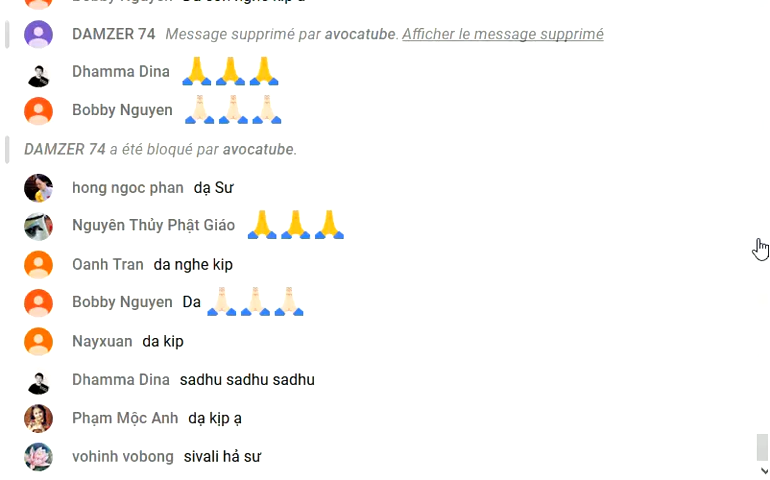 DAMZER 74 Message supprimé par avocatube. Afficher le message supprimé
Dhamma Dina 🙏🙏🙏
Bobby Nguyen 🙏🏻🙏🏻🙏🏻
DAMZER 74 a été bloqué par avocatube.
hong ngoc phan dạ Sư
Nguyên Thủy Phật Giáo 🙏🙏🙏
Oanh Tran da nghe kip
Bobby Nguyen Da 🙏🏻🙏🏻🙏🏻
Nayxuan da kip
Dhamma Dina sadhu sadhu sadhu
Phạm Mộc Anh dạ kịp ạ
vohinh vobong sivali hả sư